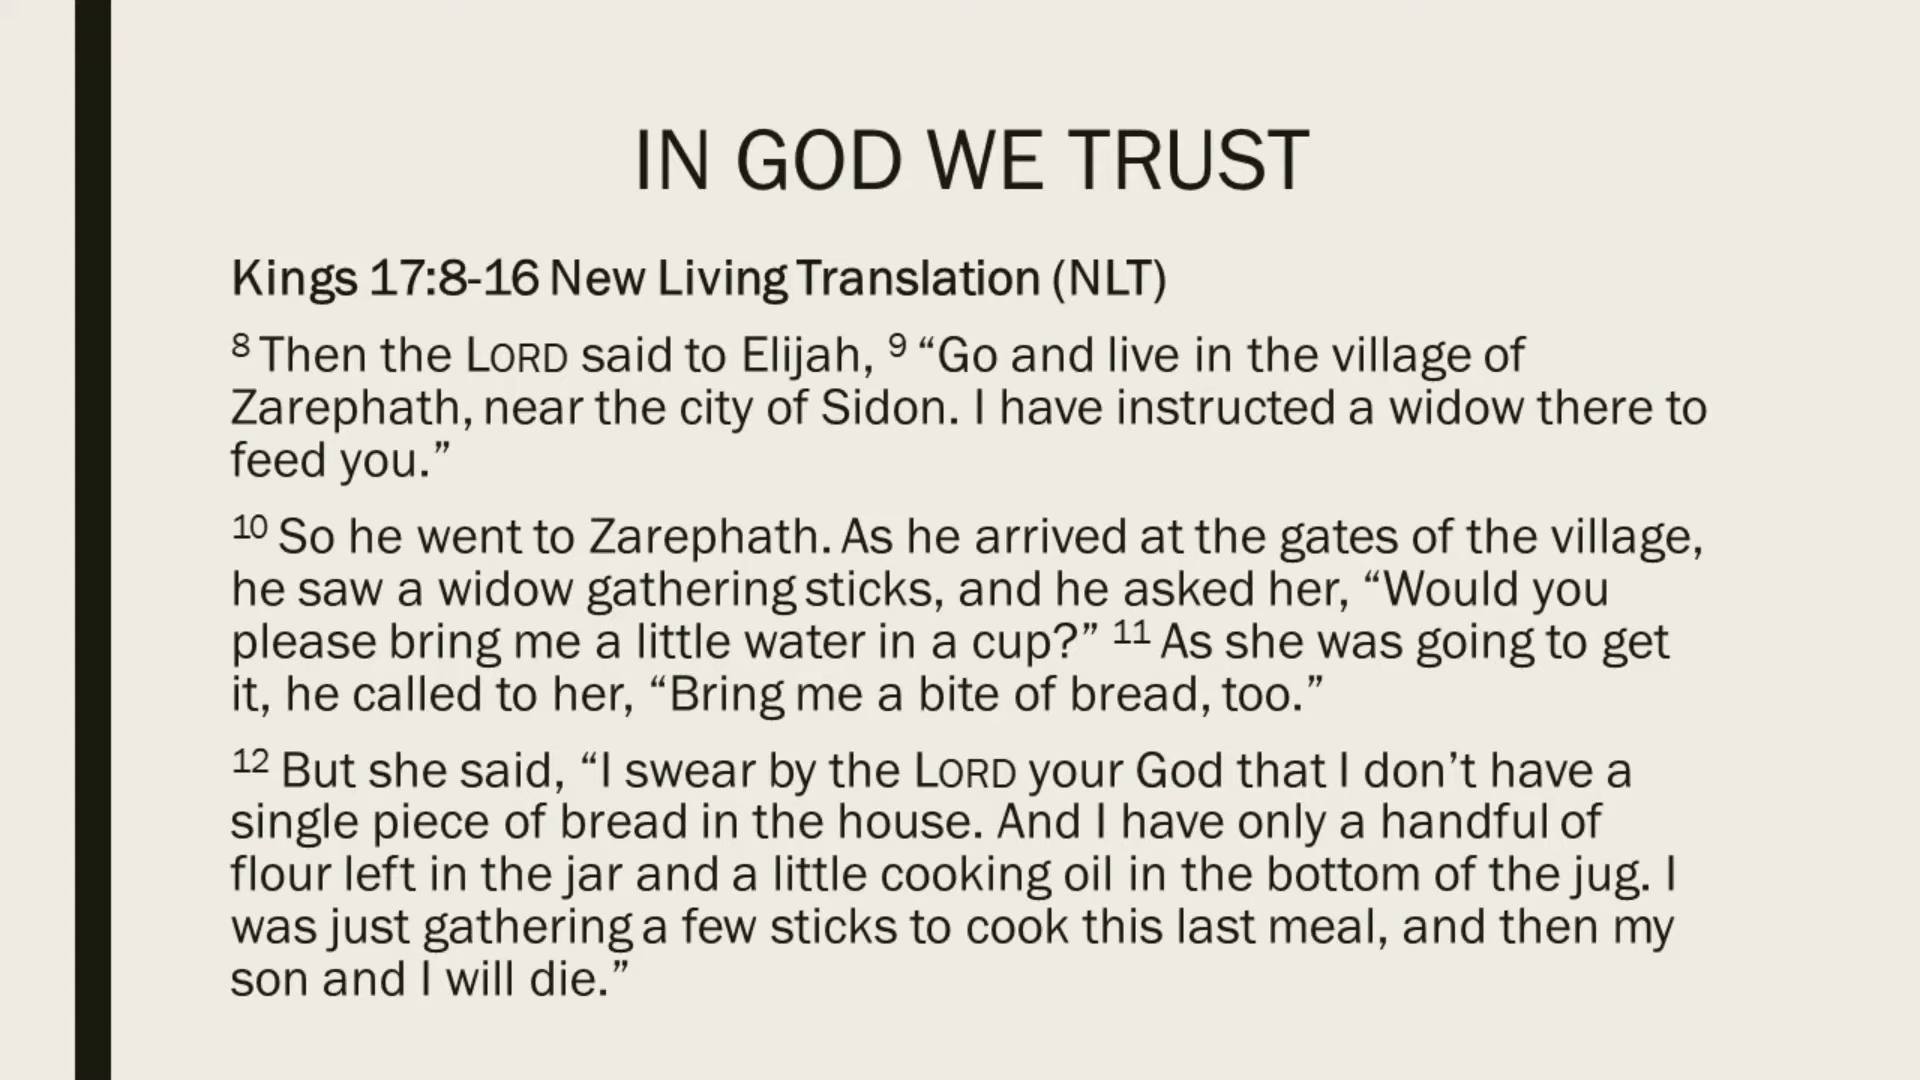 IN GOD WE TRUST
Kings 17:8-16 New Living Translation (NLT)
8 Then the LORD said to Elijah, 9 “Go and live in the village of
Zarephath, near the city of Sidon. I have instructed a widow there to
feed you.”
10 So he went to Zarephath. As he arrived at the gates of the village,
he saw a widow gathering sticks, and he asked her, “Would you
please bring me a little water in a cup?” 11 As she was going to get
it, he called to her, “Bring me a bite of bread, too.”
12 But she said, “I swear by the LORD your God that I don’t have a
single piece of bread in the house. And I have only a handful of
flour left in the jar and a little cooking oil in the bottom of the jug. I
was just gathering a few sticks to cook this last meal, and then my
son and I will die.”